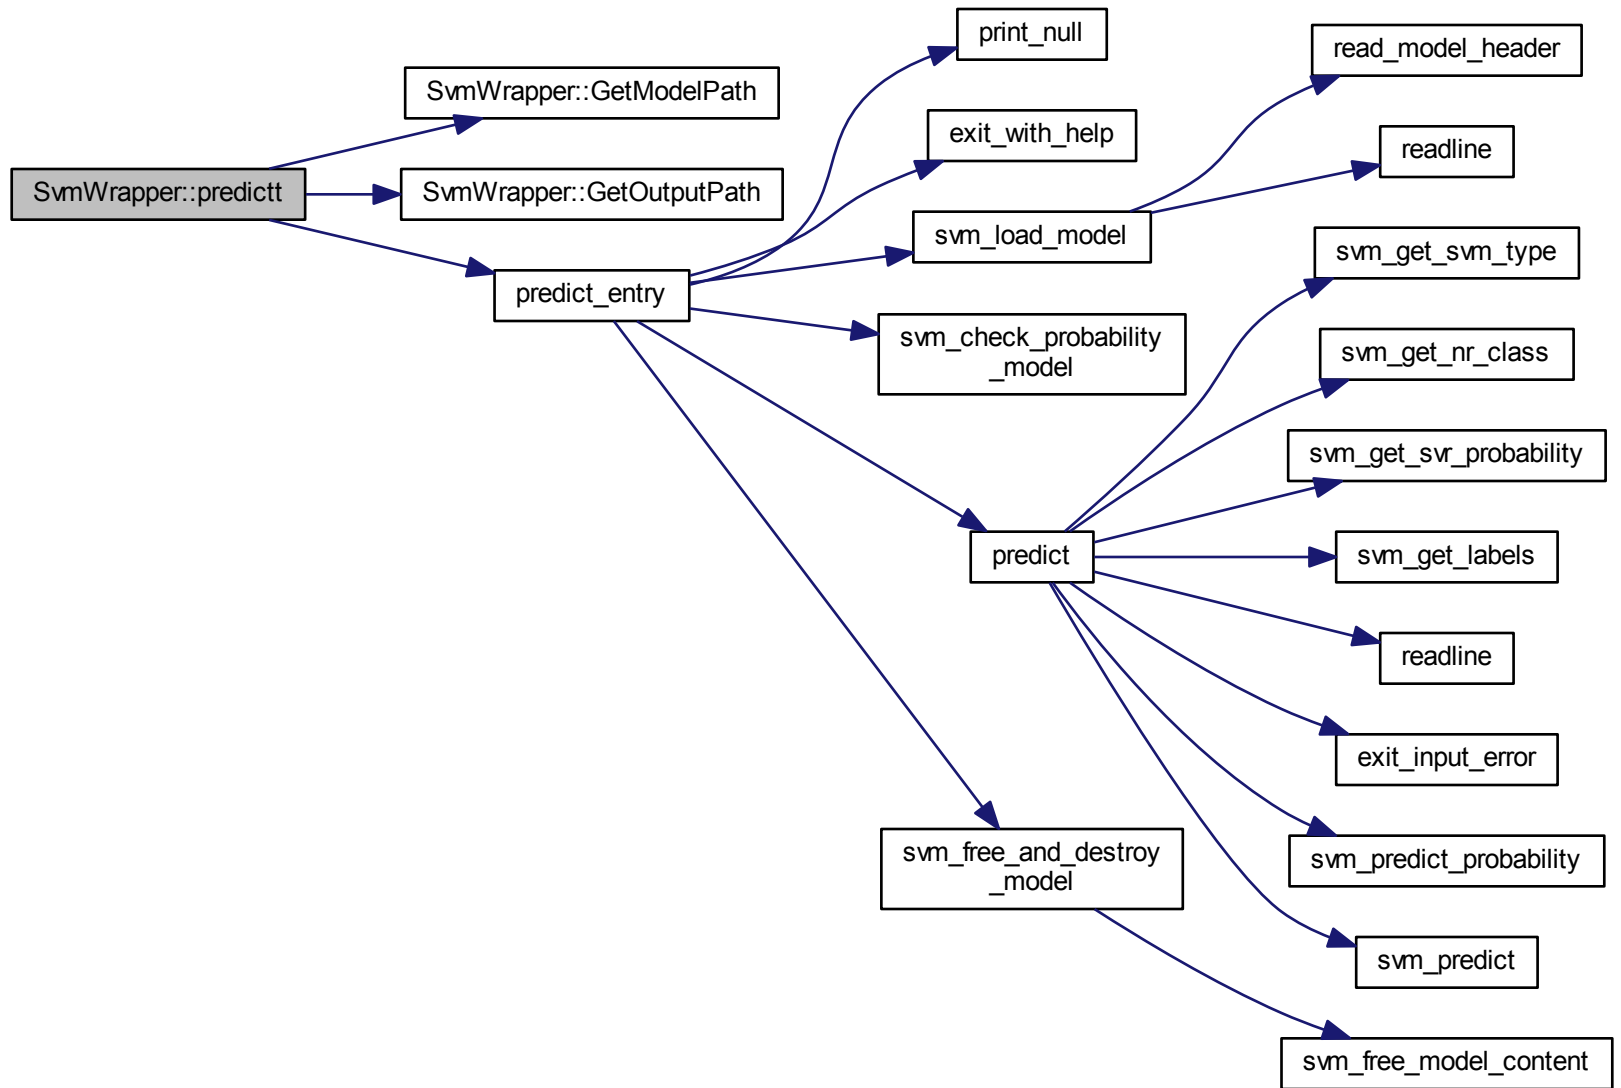 print_null
read_model_header
SvmWrapper::GetModelPath
exit_with_help
readline
SvmWrapper::predictt
SvmWrapper::GetOutputPath
svm_load_model
svm_get_svm_type
predict_entry
svm_check_probability
_model
svm_get_nr_class
svm_get_svr_probability
predict
svm_get_labels
readline
exit_input_error
svm_free_and_destroy
_model
svm_predict_probability
svm_predict
svm_free_model_content